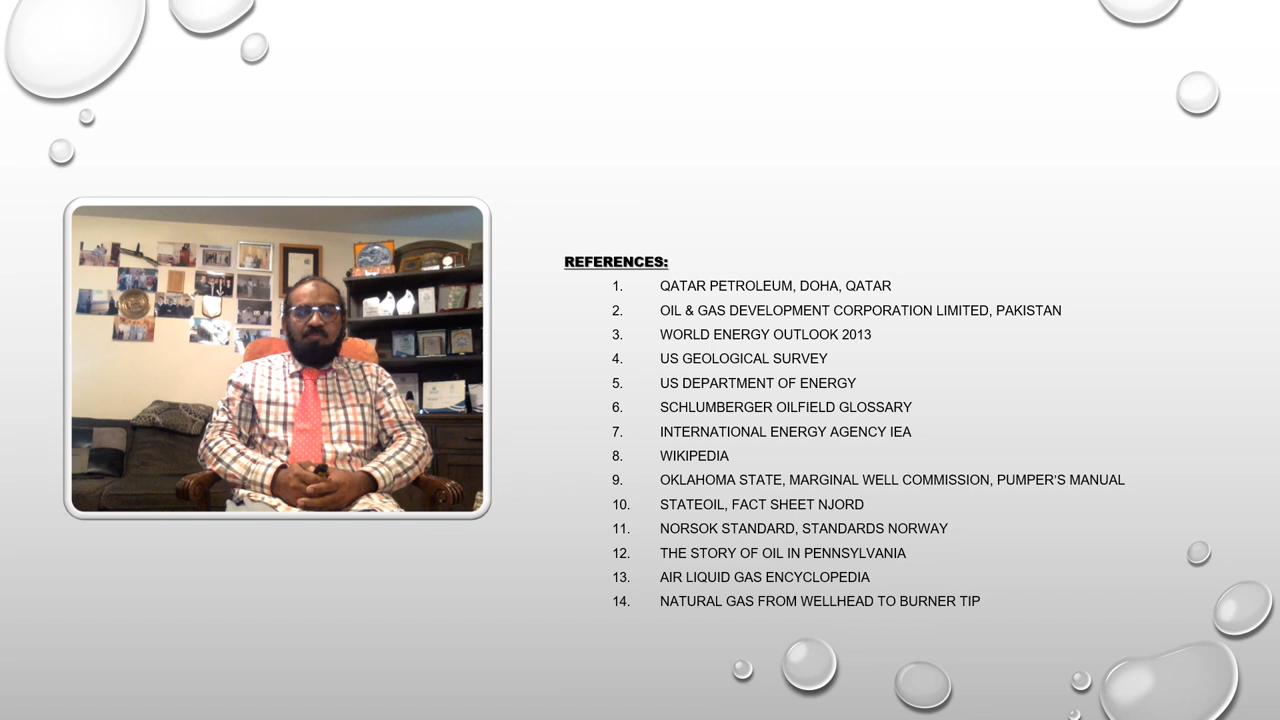 REFERENCES:
1. QATAR PETROLEUM, DOHA, QATAR
2. OIL & GAS DEVELOPMENT CORPORATION LIMITED, PAKISTAN
3. WORLD ENERGY OUTLOOK 2013
4. US GEOLOGICAL SURVEY
5. US DEPARTMENT OF ENERGY
6. SCHLUMBERGER OILFIELD GLOSSARY
7. INTERNATIONAL ENERGY AGENCY IEA
8. WIKIPEDIA
9. OKLAHOMA STATE, MARGINAL WELL COMMISSION, PUMPER'S MANUAL
10. STATEOIL, FACT SHEET NJORD
11. NORSOK STANDARD, STANDARDS NORWAY
12. THE STORY OF OIL IN PENNSYLVANIA
13. AIR LIQUID GAS ENCYCLOPEDIA
14. NATURAL GAS FROM WELLHEAD TO BURNER TIP